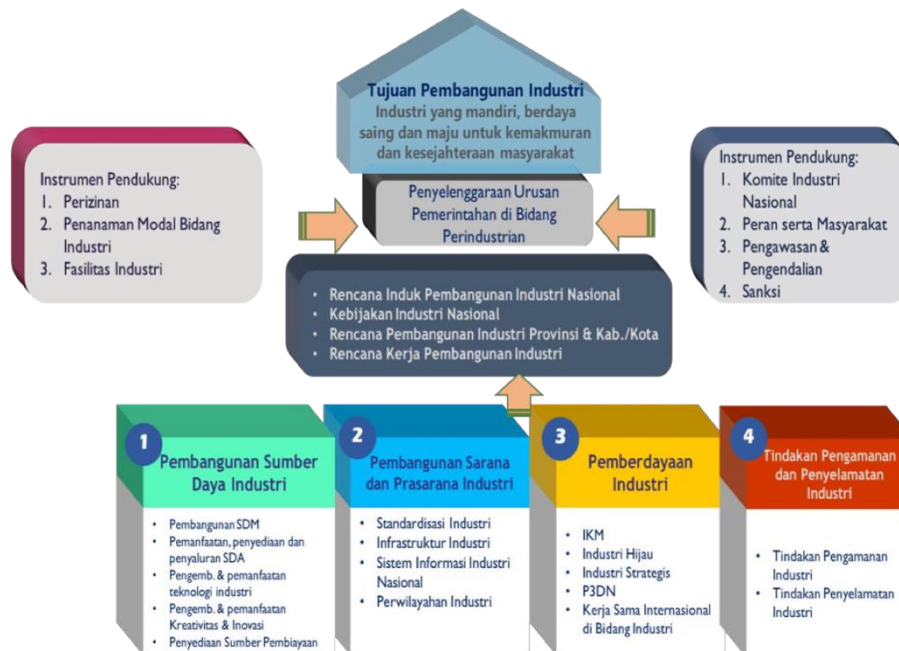 Tujuan Pembangunan Industri
Industri yang mandiri, berdaya
saing dan maju untuk kemakmuran
dan kesejahteraan masyarakat
Instrumen Pendukung:
1. Perizinan
2. Penanaman Modal Bidang
Industri
3. Fasilitas Industri
Penyelenggaraan Urusan
Pemerintahan di Bidang
Perindustrian
Instrumen Pendukung:
1. Komite Industri
Nasional
2. Peran serta Masyarakat
3. Pengawasan &
Pengendalian
4. Sanksi
• Rencana Induk Pembangunan Industri Nasional
• Kebijakan Industri Nasional
• Rencana Pembangunan Industri Provinsi & Kab./Kota
• Rencana Kerja Pembangunan Industri
1
Pembangunan Sumber
Daya Industri
• Pembangunan SDM
• Pemanfaatan, penyediaan dan
penyaluran SDA
• Pengemb. & pemanfaatan
teknologi industri
• Pengemb. & pemanfaatan
Kreativitas & Inovasi
• Penyediaan Sumber Pembiayaan
2
Pembangunan Sarana
dan Prasarana Industri
• Standardisasi Industri
• Infrastruktur Industri
• Sistem Informasi Industri
Nasional
• Perwilayahan Industri
3
Pemberdayaan
Industri
• IKM
• Industri Hijau
• Industri Strategis
• P3DN
• Kerja Sama Internasional
di Bidang Industri
4
Tindakan Pengamanan
dan Penyelamatan
Industri
• Tindakan Pengamanan
Industri
• Tindakan Penyelamatan
Industri